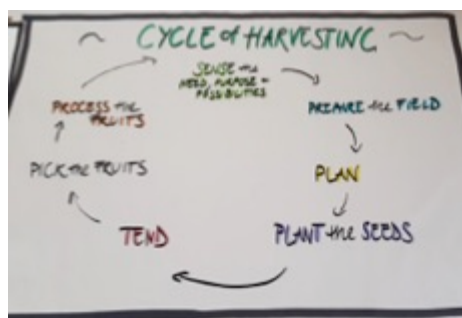 ~ CYCLE of HARVESTING ~
SENSE the
NEED, PURPOSE &
POSSIBILITIES
PREPARE the FIELD
PLAN
PLANT the SEEDS
TEND
PICK the FRUITS
PROCESS the
FRUITS